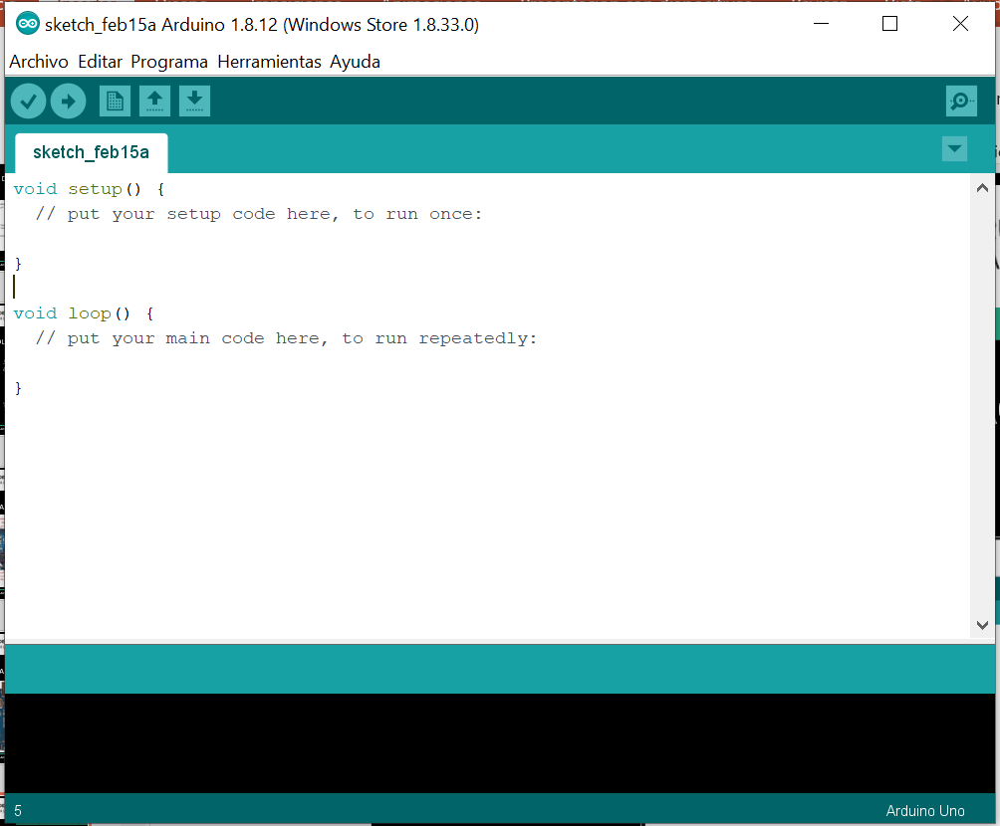 sketch_feb15a Arduino 1.8.12 (Windows Store 1.8.33.0)
Archivo Editar Programa Herramientas Ayuda
sketch_feb15a
void setup() {
  // put your setup code here, to run once:
}
void loop() {
  // put your main code here, to run repeatedly:
}
5 Arduino Uno